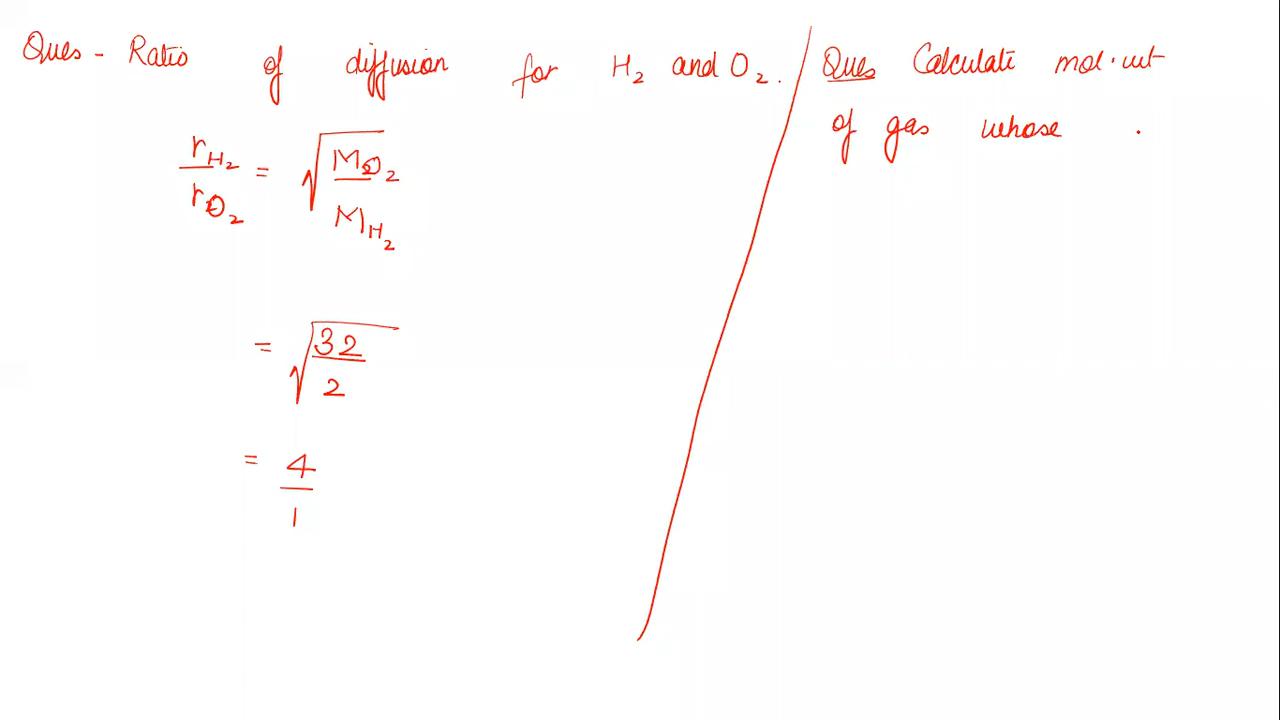 Ques - Ratio of diffusion for H₂ and O₂.
r_H₂ / r_O₂ = √(M_O₂ / M_H₂)
= √(32 / 2)
= 4 / 1
Ques Calculate mol. wt
of gas whose